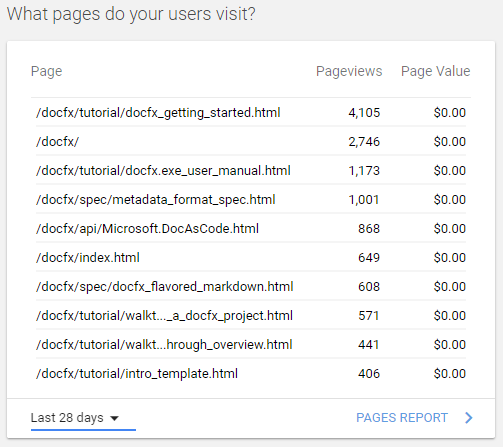 What pages do your users visit?
Page Pageviews Page Value
/docfx/tutorial/docfx_getting_started.html 4,105 $0.00
/docfx/ 2,746 $0.00
/docfx/tutorial/docfx.exe_user_manual.html 1,173 $0.00
/docfx/spec/metadata_format_spec.html 1,001 $0.00
/docfx/api/Microsoft.DocAsCode.html 868 $0.00
/docfx/index.html 649 $0.00
/docfx/spec/docfx_flavored_markdown.html 608 $0.00
/docfx/tutorial/walkt..._a_docfx_project.html 571 $0.00
/docfx/tutorial/walkt...hrough_overview.html 441 $0.00
/docfx/tutorial/intro_template.html 406 $0.00
Last 28 days PAGES REPORT